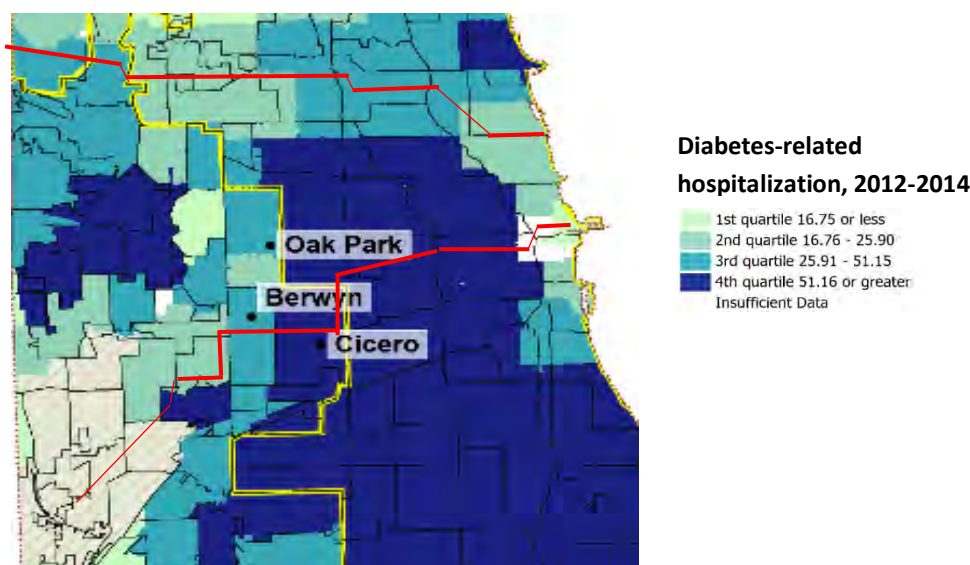 Oak Park
Berwyn
Cicero
Diabetes-related
hospitalization, 2012-2014
1st quartile 16.75 or less
2nd quartile 16.76 - 25.90
3rd quartile 25.91 - 51.15
4th quartile 51.16 or greater
Insufficient Data